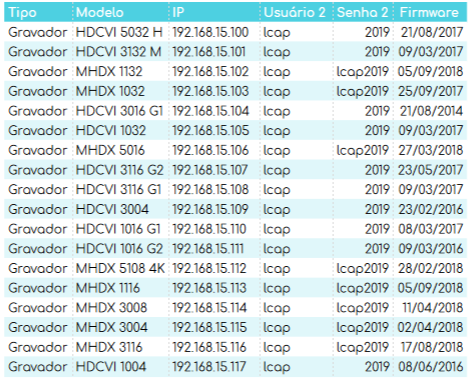 Tipo Modelo IP Usuário 2 Senha 2 Firmware
Gravador HDCVI 5032 H 192.168.15.100 lcap 2019 21/08/2017
Gravador HDCVI 3132 M 192.168.15.101 lcap 2019 09/03/2017
Gravador MHDX 1132 192.168.15.102 lcap lcap2019 05/09/2018
Gravador MHDX 1032 192.168.15.103 lcap lcap2019 25/09/2017
Gravador HDCVI 3016 G1 192.168.15.104 lcap 2019 21/08/2014
Gravador HDCVI 1032 192.168.15.105 lcap 2019 09/03/2017
Gravador MHDX 5016 192.168.15.106 lcap lcap2019 27/03/2018
Gravador HDCVI 3116 G2 192.168.15.107 lcap 2019 23/05/2017
Gravador HDCVI 3116 G1 192.168.15.108 lcap 2019 09/03/2017
Gravador HDCVI 3004 192.168.15.109 lcap 2019 23/02/2016
Gravador HDCVI 1016 G1 192.168.15.110 lcap 2019 08/03/2017
Gravador HDCVI 1016 G2 192.168.15.111 lcap 2019 09/03/2016
Gravador MHDX 5108 4K 192.168.15.112 lcap lcap2019 28/02/2018
Gravador MHDX 1116 192.168.15.113 lcap lcap2019 05/09/2018
Gravador MHDX 3008 192.168.15.114 lcap lcap2019 11/04/2018
Gravador MHDX 3004 192.168.15.115 lcap lcap2019 02/04/2018
Gravador MHDX 3116 192.168.15.116 lcap lcap2019 17/08/2018
Gravador HDCVI 1004 192.168.15.117 lcap 2019 08/06/2016